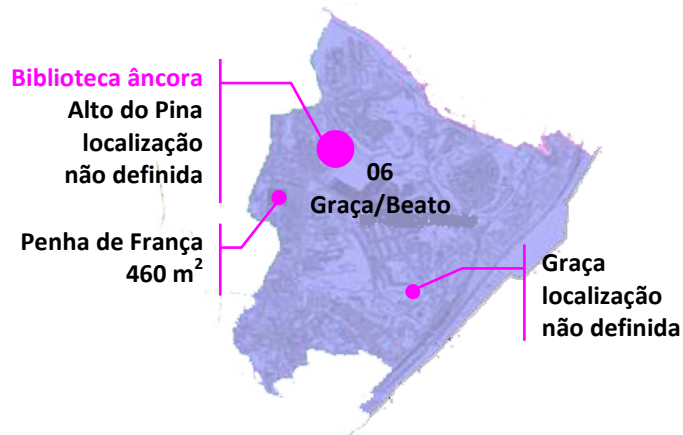 Biblioteca âncora
Alto do Pina
localização
não definida
06
Graça/Beato
Penha de França
460 m²
Graça
localização
não definida